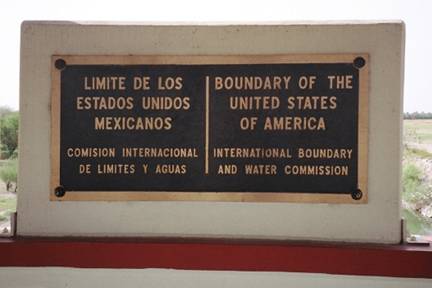 LIMITE DE LOS
ESTADOS UNIDOS
MEXICANOS
COMISION INTERNACIONAL
DE LIMITES Y AGUAS
BOUNDARY OF THE
UNITED STATES
OF AMERICA
INTERNATIONAL BOUNDARY
AND WATER COMMISSION